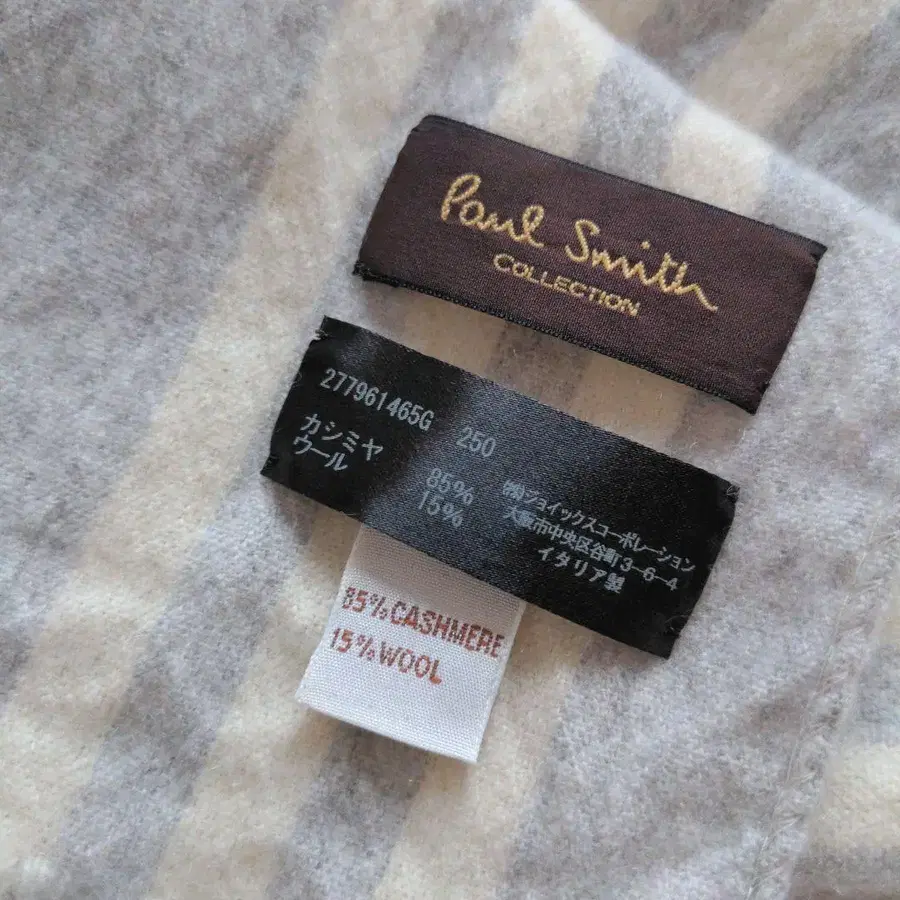 Paul Smith
COLLECTION
277961465G 250
カシミヤ 85%
ウール 15%
㈱ジョイックスコーポレーション
大阪市中央区谷町3-6-4
イタリア製
85%CASHMERE
15%WOOL